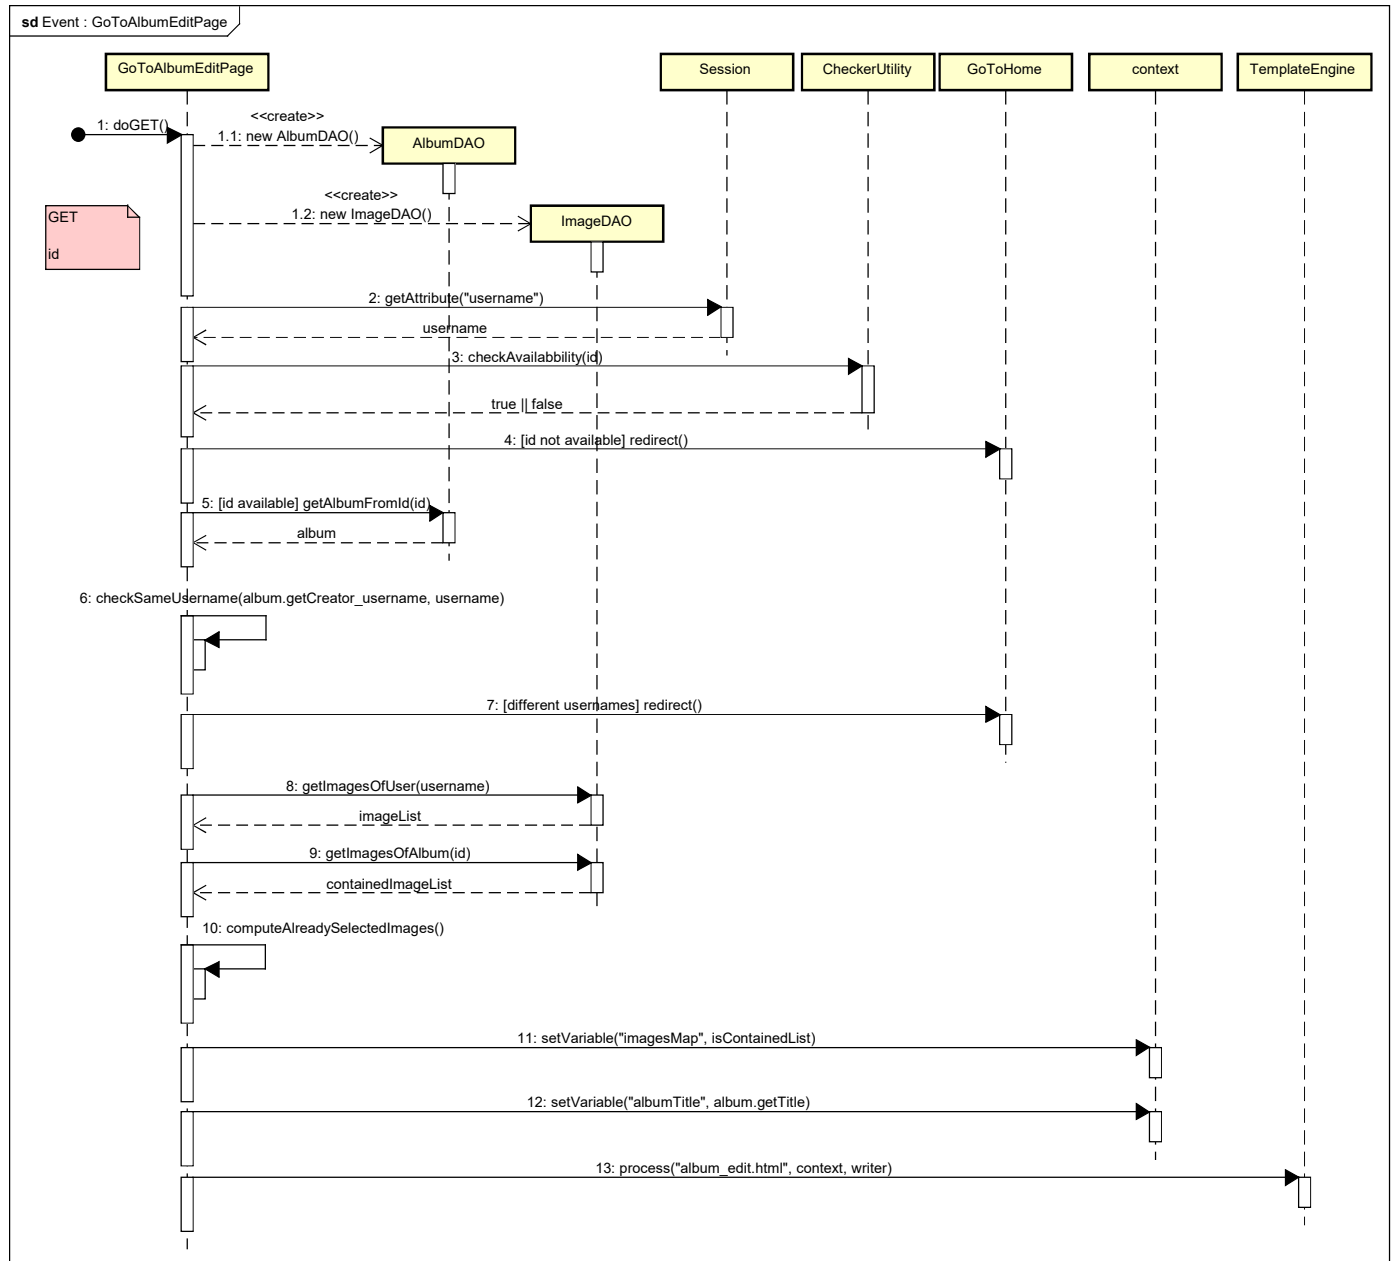 sd Event : GoToAlbumEditPage
GoToAlbumEditPage
Session
CheckerUtility
GoToHome
context
TemplateEngine
<<create>>
1: doGET()
1.1: new AlbumDAO()
AlbumDAO
<<create>>
1.2: new ImageDAO()
ImageDAO
GET
id
2: getAttribute("username")
username
3: checkAvailabbility(id)
true || false
4: [id not available] redirect()
5: [id available] getAlbumFromId(id)
album
6: checkSameUsername(album.getCreator_username, username)
7: [different usernames] redirect()
8: getImagesOfUser(username)
imageList
9: getImagesOfAlbum(id)
containedImageList
10: computeAlreadySelectedImages()
11: setVariable("imagesMap", isContainedList)
12: setVariable("albumTitle", album.getTitle)
13: process("album_edit.html", context, writer)